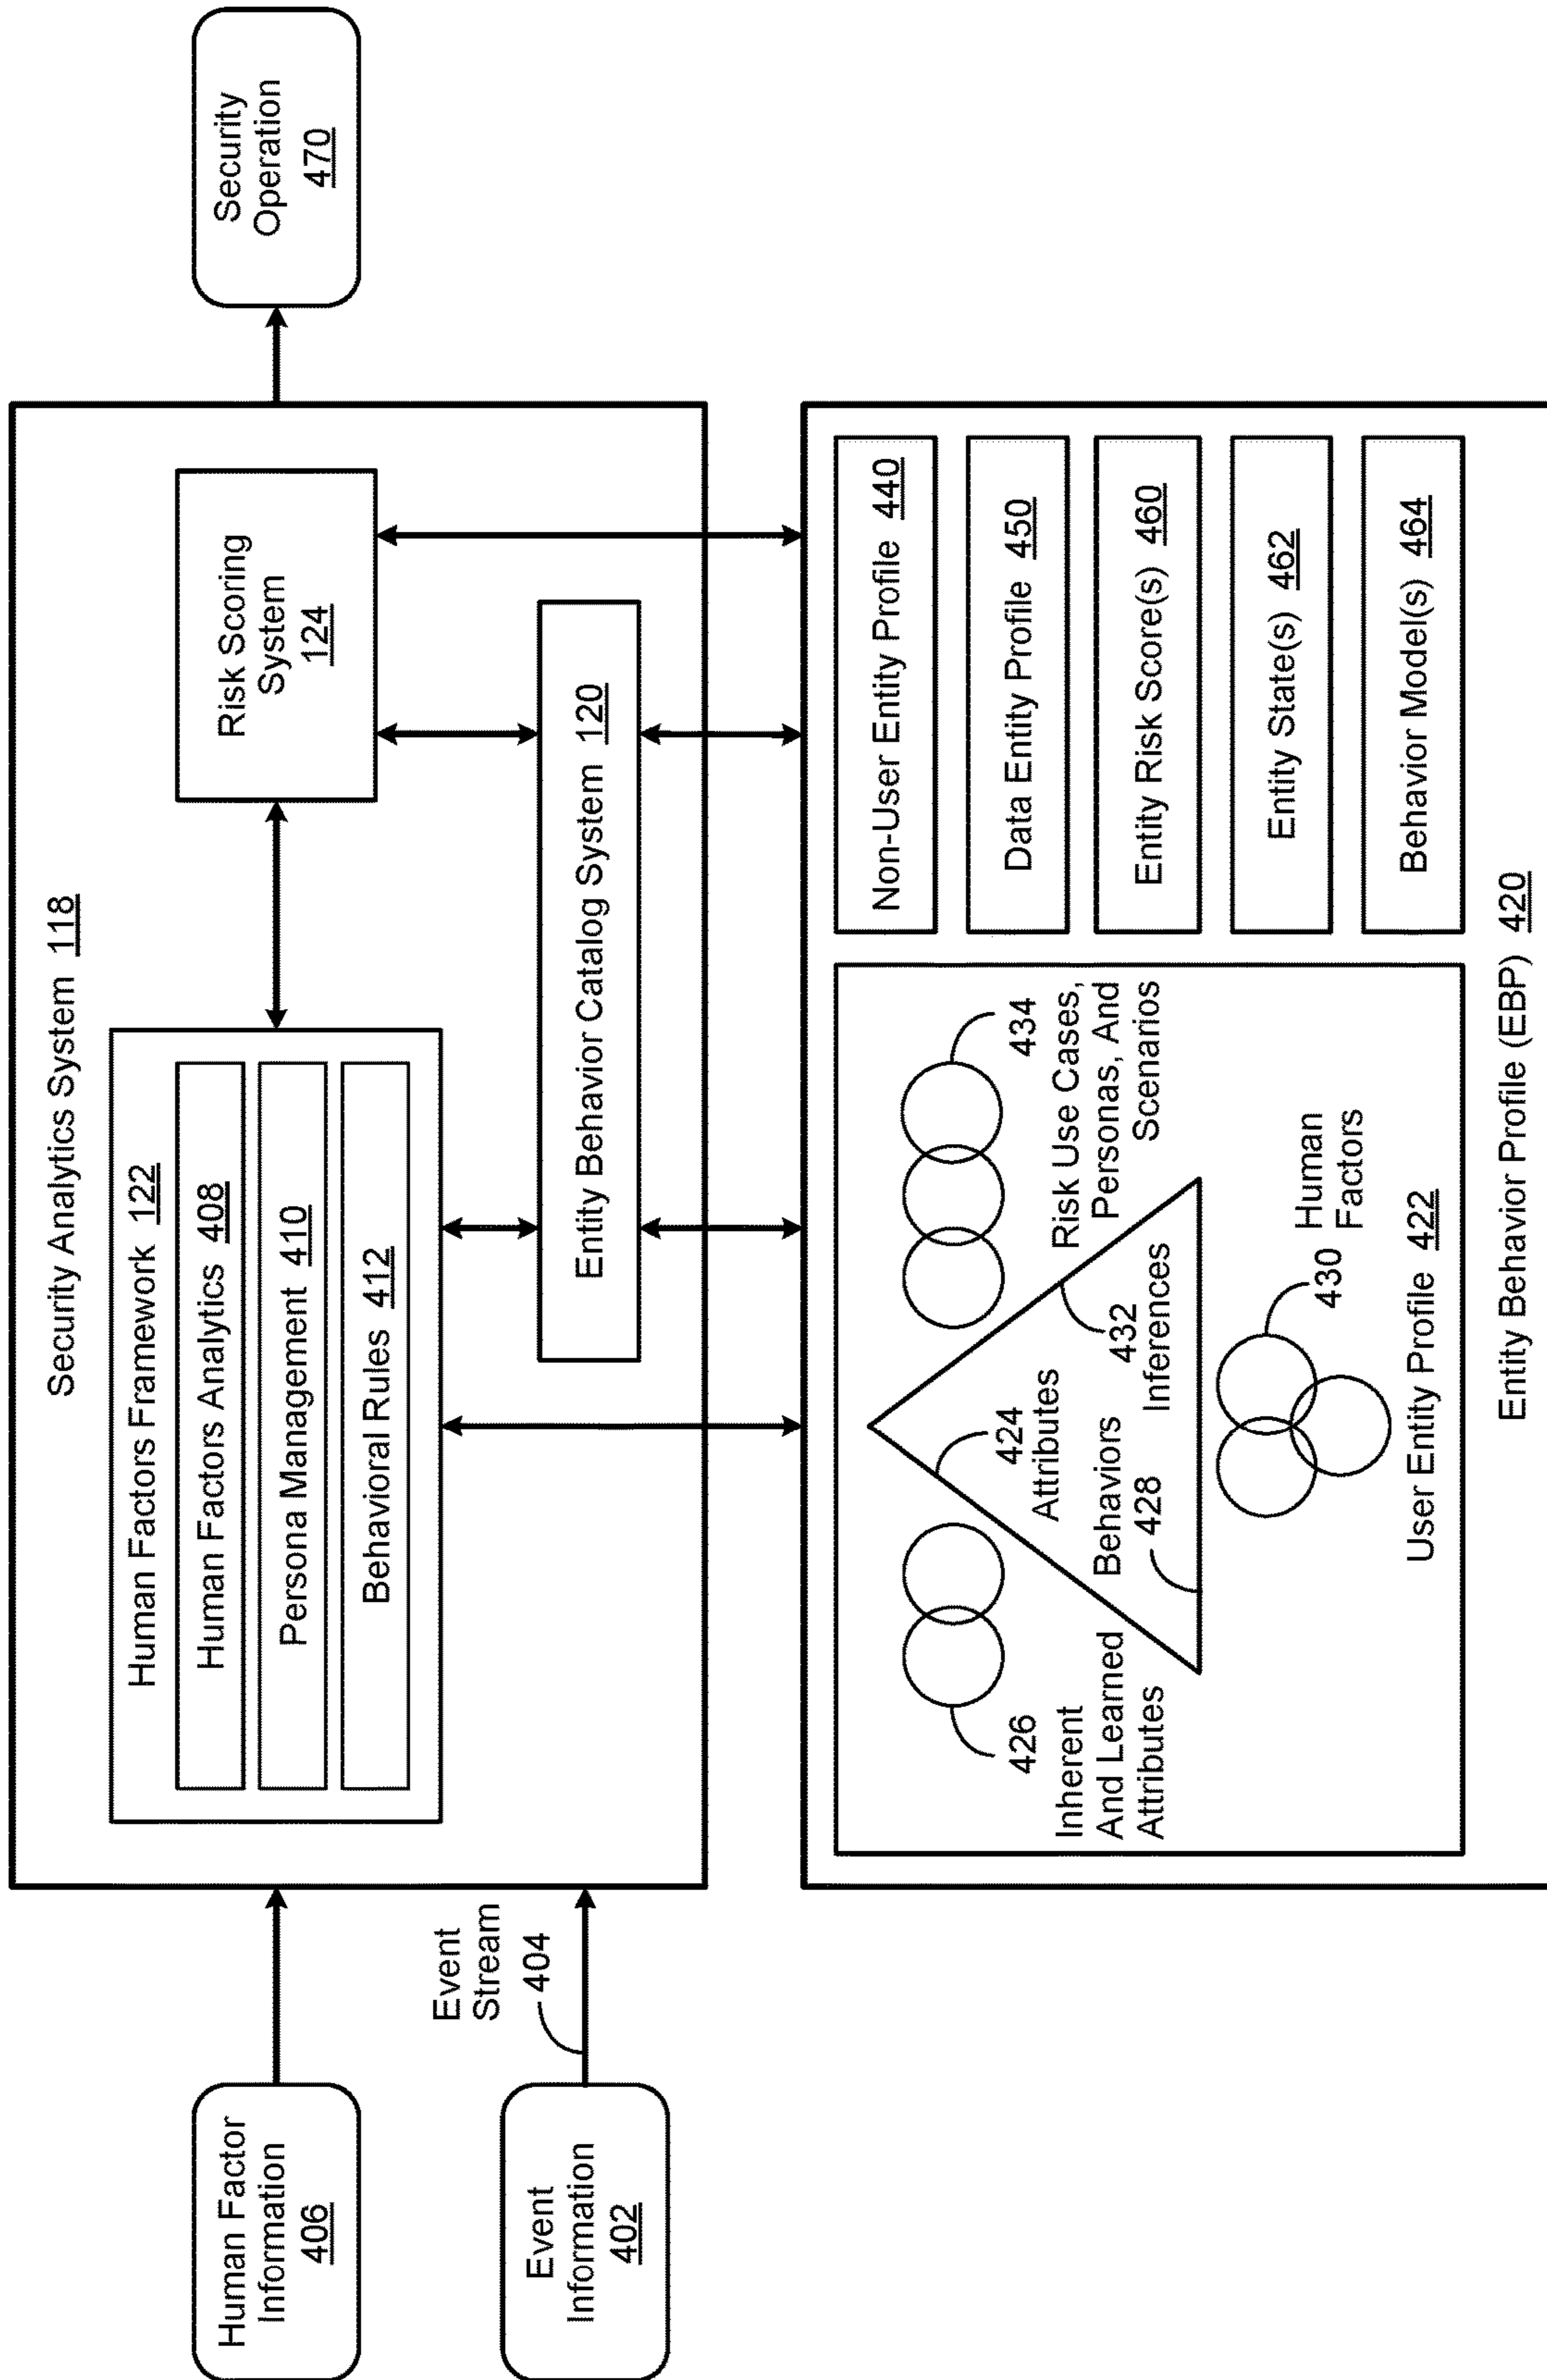 Human Factor
Information
406
Event
Information
402
Event
Stream
404
Security Analytics System 118
Human Factors Framework 122
Human Factors Analytics 408
Persona Management 410
Behavioral Rules 412
Risk Scoring
System
124
Entity Behavior Catalog System 120
Security
Operation
470
426
Inherent
And Learned
Attributes
424
Attributes
Behaviors
428
432
Inferences
434
Risk Use Cases,
Personas, And
Scenarios
430
Human
Factors
User Entity Profile 422
Non-User Entity Profile 440
Data Entity Profile 450
Entity Risk Score(s) 460
Entity State(s) 462
Behavior Model(s) 464
Entity Behavior Profile (EBP) 420